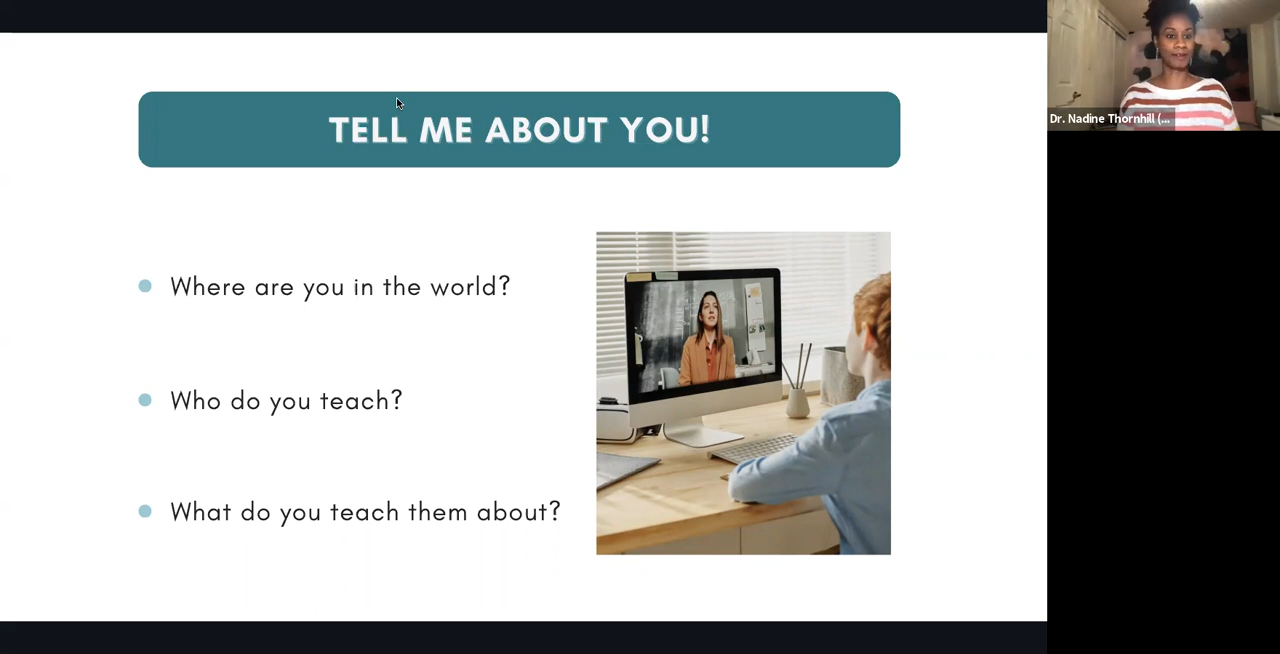 TELL ME ABOUT YOU!
Where are you in the world?
Who do you teach?
What do you teach them about?
Dr. Nadine Thornhill (...